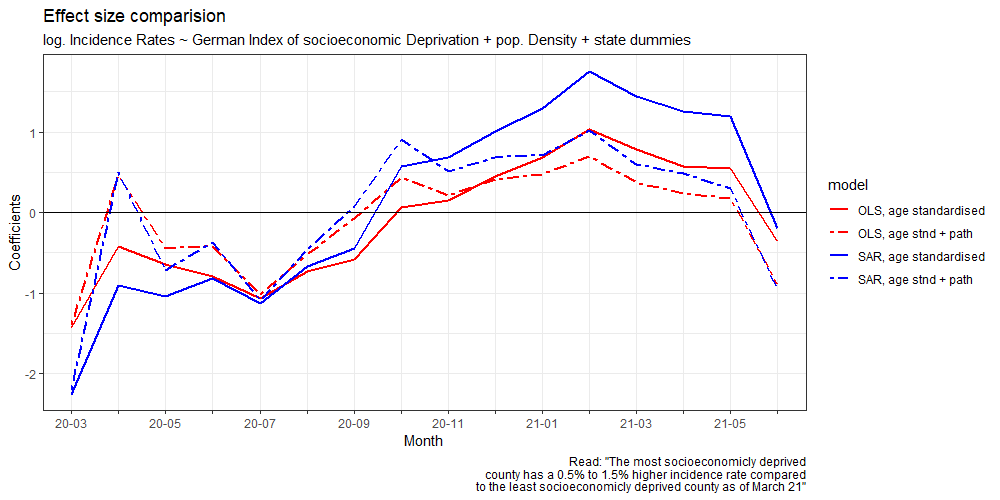 Effect size comparision
log. Incidence Rates ~ German Index of socioeconomic Deprivation + pop. Density + state dummies
Coefficients
1
0
-1
-2
20-03 20-05 20-07 20-09 20-11 21-01 21-03 21-05
Month
model
OLS, age standardised
OLS, age stnd + path
SAR, age standardised
SAR, age stnd + path
Read: "The most socioeconomicly deprived
county has a 0.5% to 1.5% higher incidence rate compared
to the least socioeconomicly deprived county as of March 21"